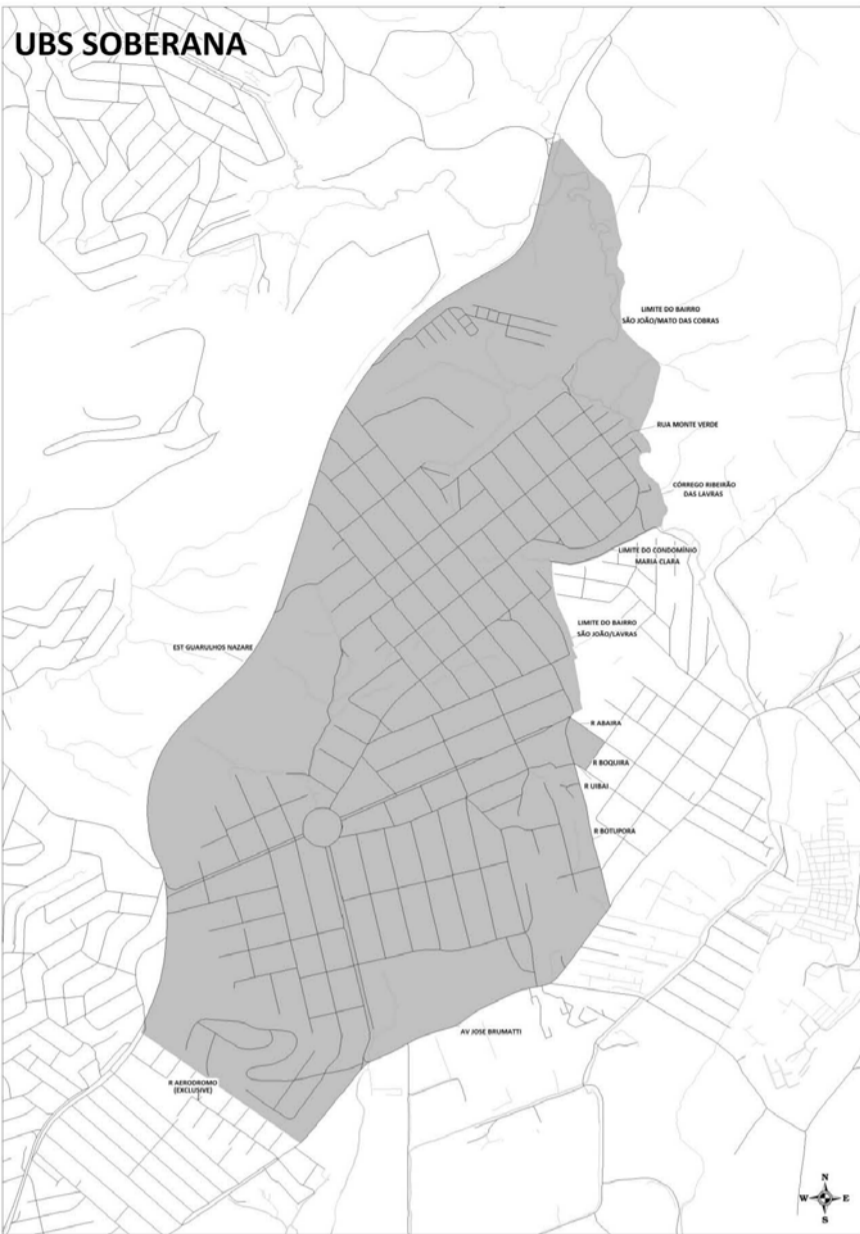 UBS SOBERANA
LIMITE DO BAIRRO
SÃO JOÃO/MATO DAS COBRAS
RUA MONTE VERDE
CÓRREGO RIBEIRÃO
DAS LAVRAS
LIMITE DO CONDOMÍNIO
MARIA CLARA
LIMITE DO BAIRRO
SÃO JOÃO/LAVRAS
EST GUARULHOS NAZARE
R ABAIRA
R BOQUIRA
R UIBAI
R BOTUPORA
AV JOSE BRUMATTI
R AERODROMO
(EXCLUSIVE)
N
W E
S